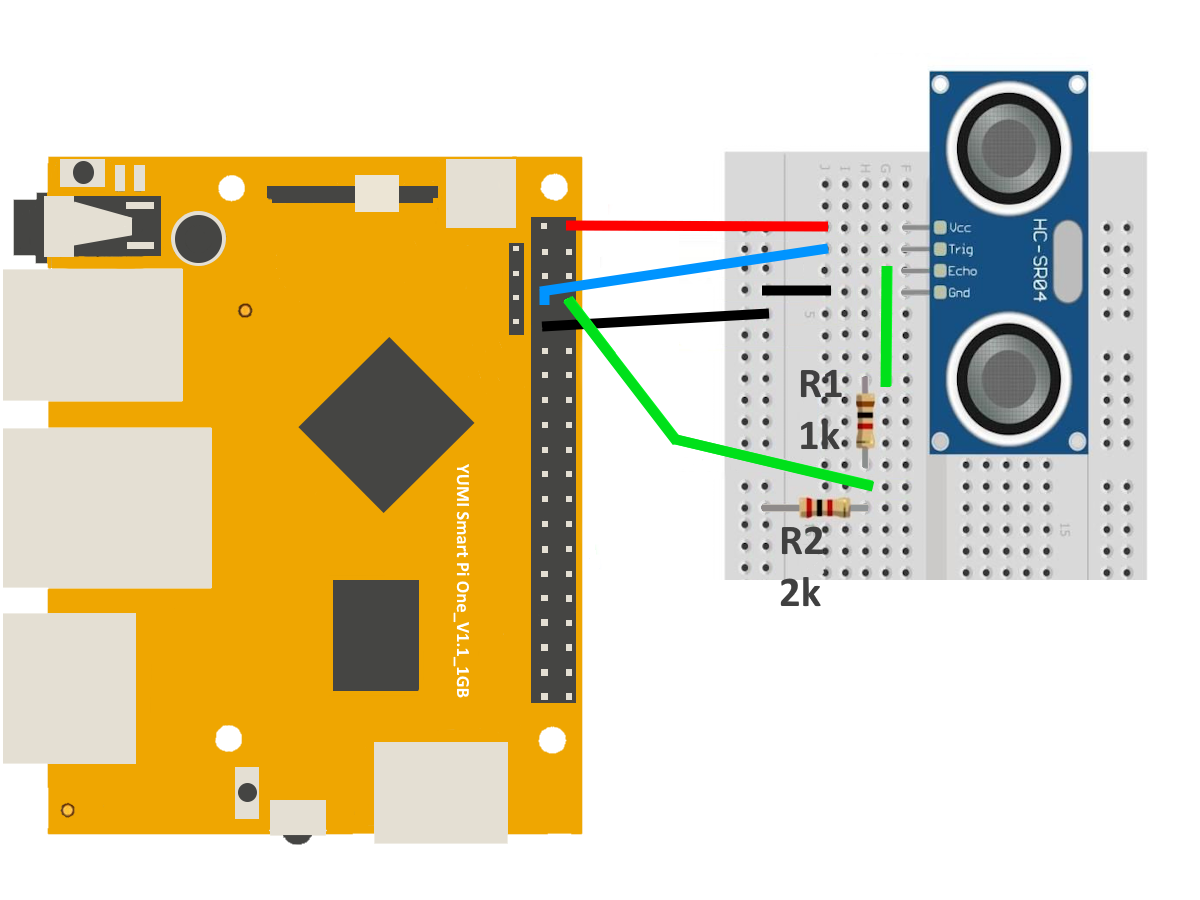 J I H G F
Vcc
Trig
Echo
Gnd
HC-SR04
5
R1
1k
R2
2k
15
YUMI Smart Pi One_V1.1_1GB